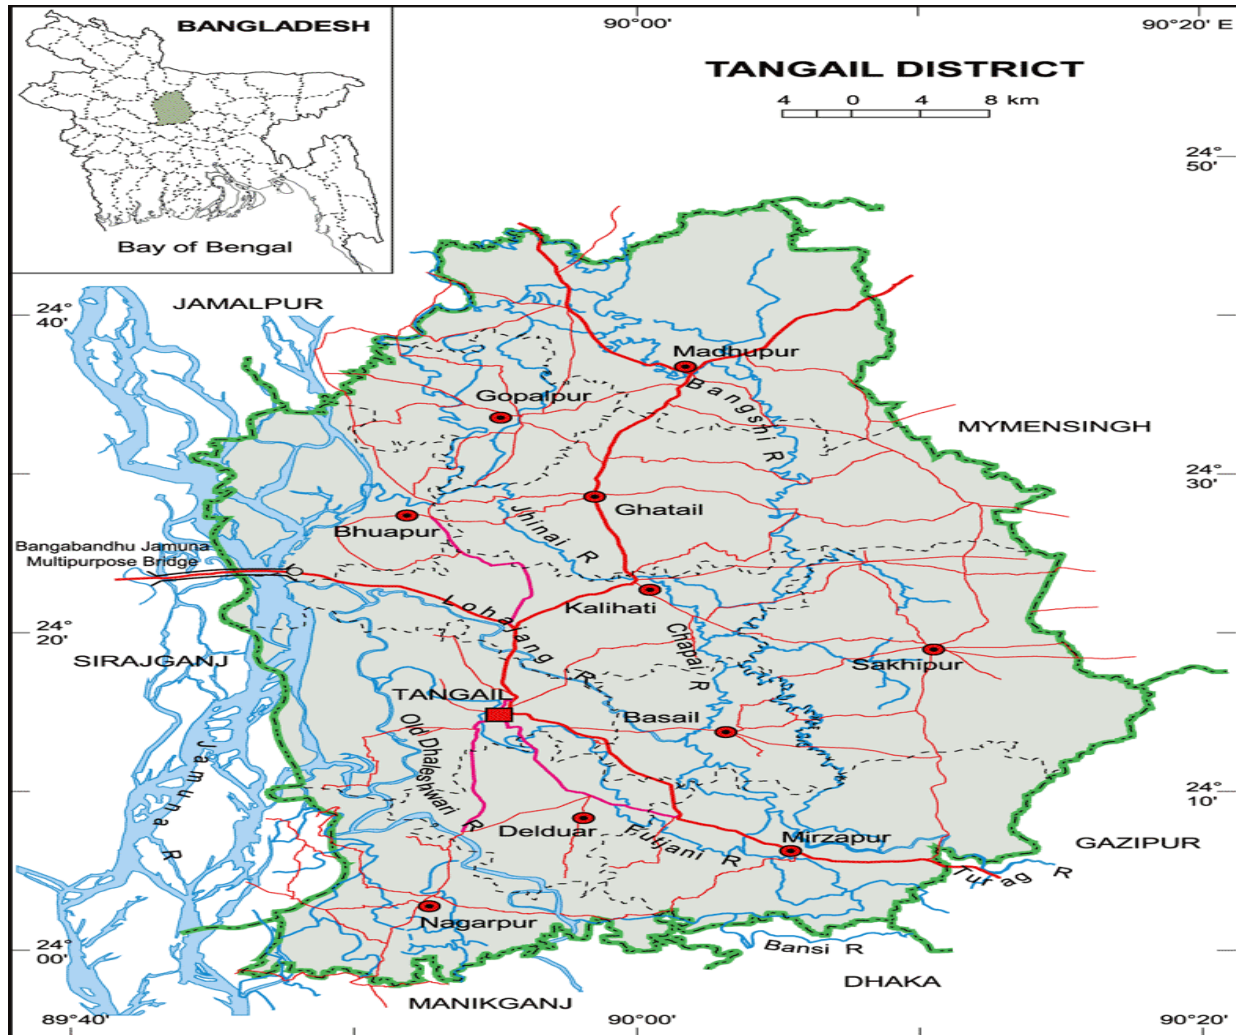 BANGLADESH
Bay of Bengal
90°00'
90°20' E
TANGAIL DISTRICT
4 0 4 8 km
24°
50'
JAMALPUR
24°
40'
Madhupur
Gopalpur
Bangshi R
MYMENSINGH
24°
30'
Ghatail
Jhinai R
Bhuapur
Bangabandhu Jamuna
Multipurpose Bridge
Kalihati
Lohajang R
Chapal R
24°
20'
SIRAJGANJ
Sakhipur
TANGAIL
Basail
Old Dhaleshwari R
Jamuna R
24°
10'
Delduar
Futjani R
Mirzapur
GAZIPUR
Turag R
Nagarpur
24°
00'
Bansi R
DHAKA
MANIKGANJ
89°40'
90°00'
90°20'